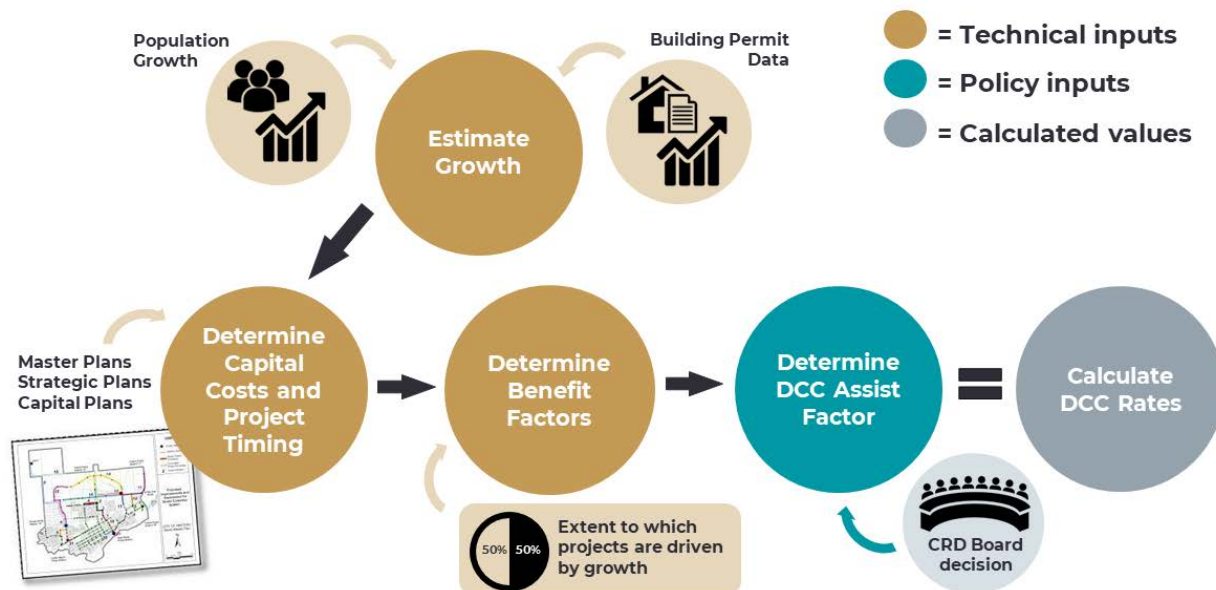 Population
Growth
Building Permit
Data
= Technical inputs
= Policy inputs
= Calculated values
Estimate
Growth
Master Plans
Strategic Plans
Capital Plans
Determine
Capital
Costs and
Project
Timing
Determine
Benefit
Factors
Determine
DCC Assist
Factor
=
Calculate
DCC Rates
50%
50%
Extent to which
projects are driven
by growth
CRD Board
decision